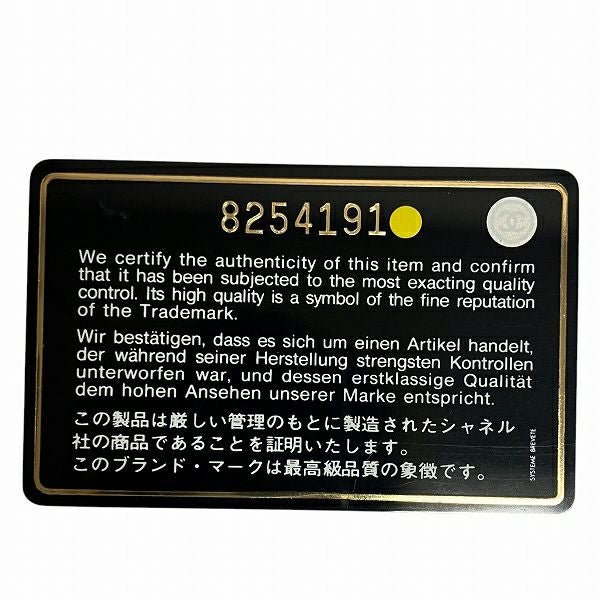 8254191
We certify the authenticity of this item and confirm
that it has been subjected to the most exacting quality
control. Its high quality is a symbol of the fine reputation
of the Trademark.
Wir bestätigen, dass es sich um einen Artikel handelt,
der während seiner Herstellung strengsten Kontrollen
unterworfen war, und dessen erstklassige Qualität
dem hohen Ansehen unserer Marke entspricht.
この製品は厳しい管理のもとに製造されたシャネル
社の商品であることを証明いたします。
このブランド・マークは最高級品質の象徴です。
SYSTEME BREVETE